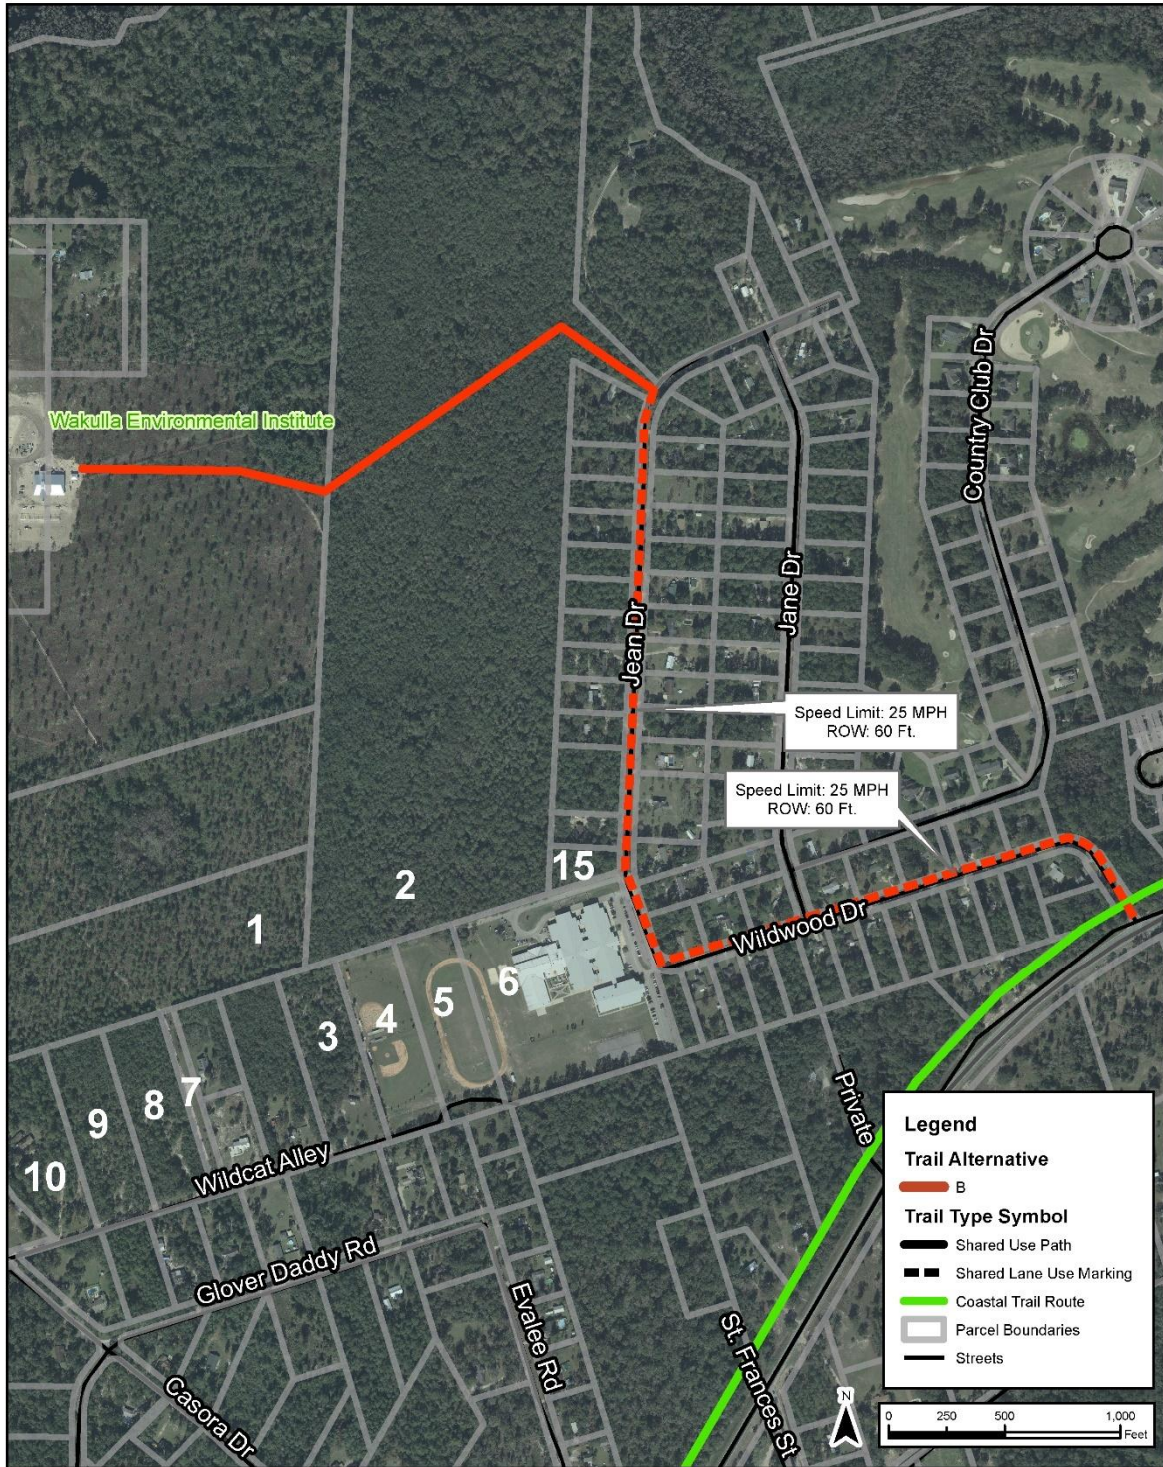 Wakulla Environmental Institute
Country Club Dr
Jane Dr
Jean Dr
Speed Limit: 25 MPH
ROW: 60 Ft.
Speed Limit: 25 MPH
ROW: 60 Ft.
15
2
1
Wildwood Dr
6
5
4
3
7
8
9
10
Wildcat Alley
Private
Glover Daddy Rd
Evalee Rd
St. Frances St
Casora Dr
Legend
Trail Alternative
B
Trail Type Symbol
Shared Use Path
Shared Lane Use Marking
Coastal Trail Route
Parcel Boundaries
Streets
N
0 250 500 1,000
Feet